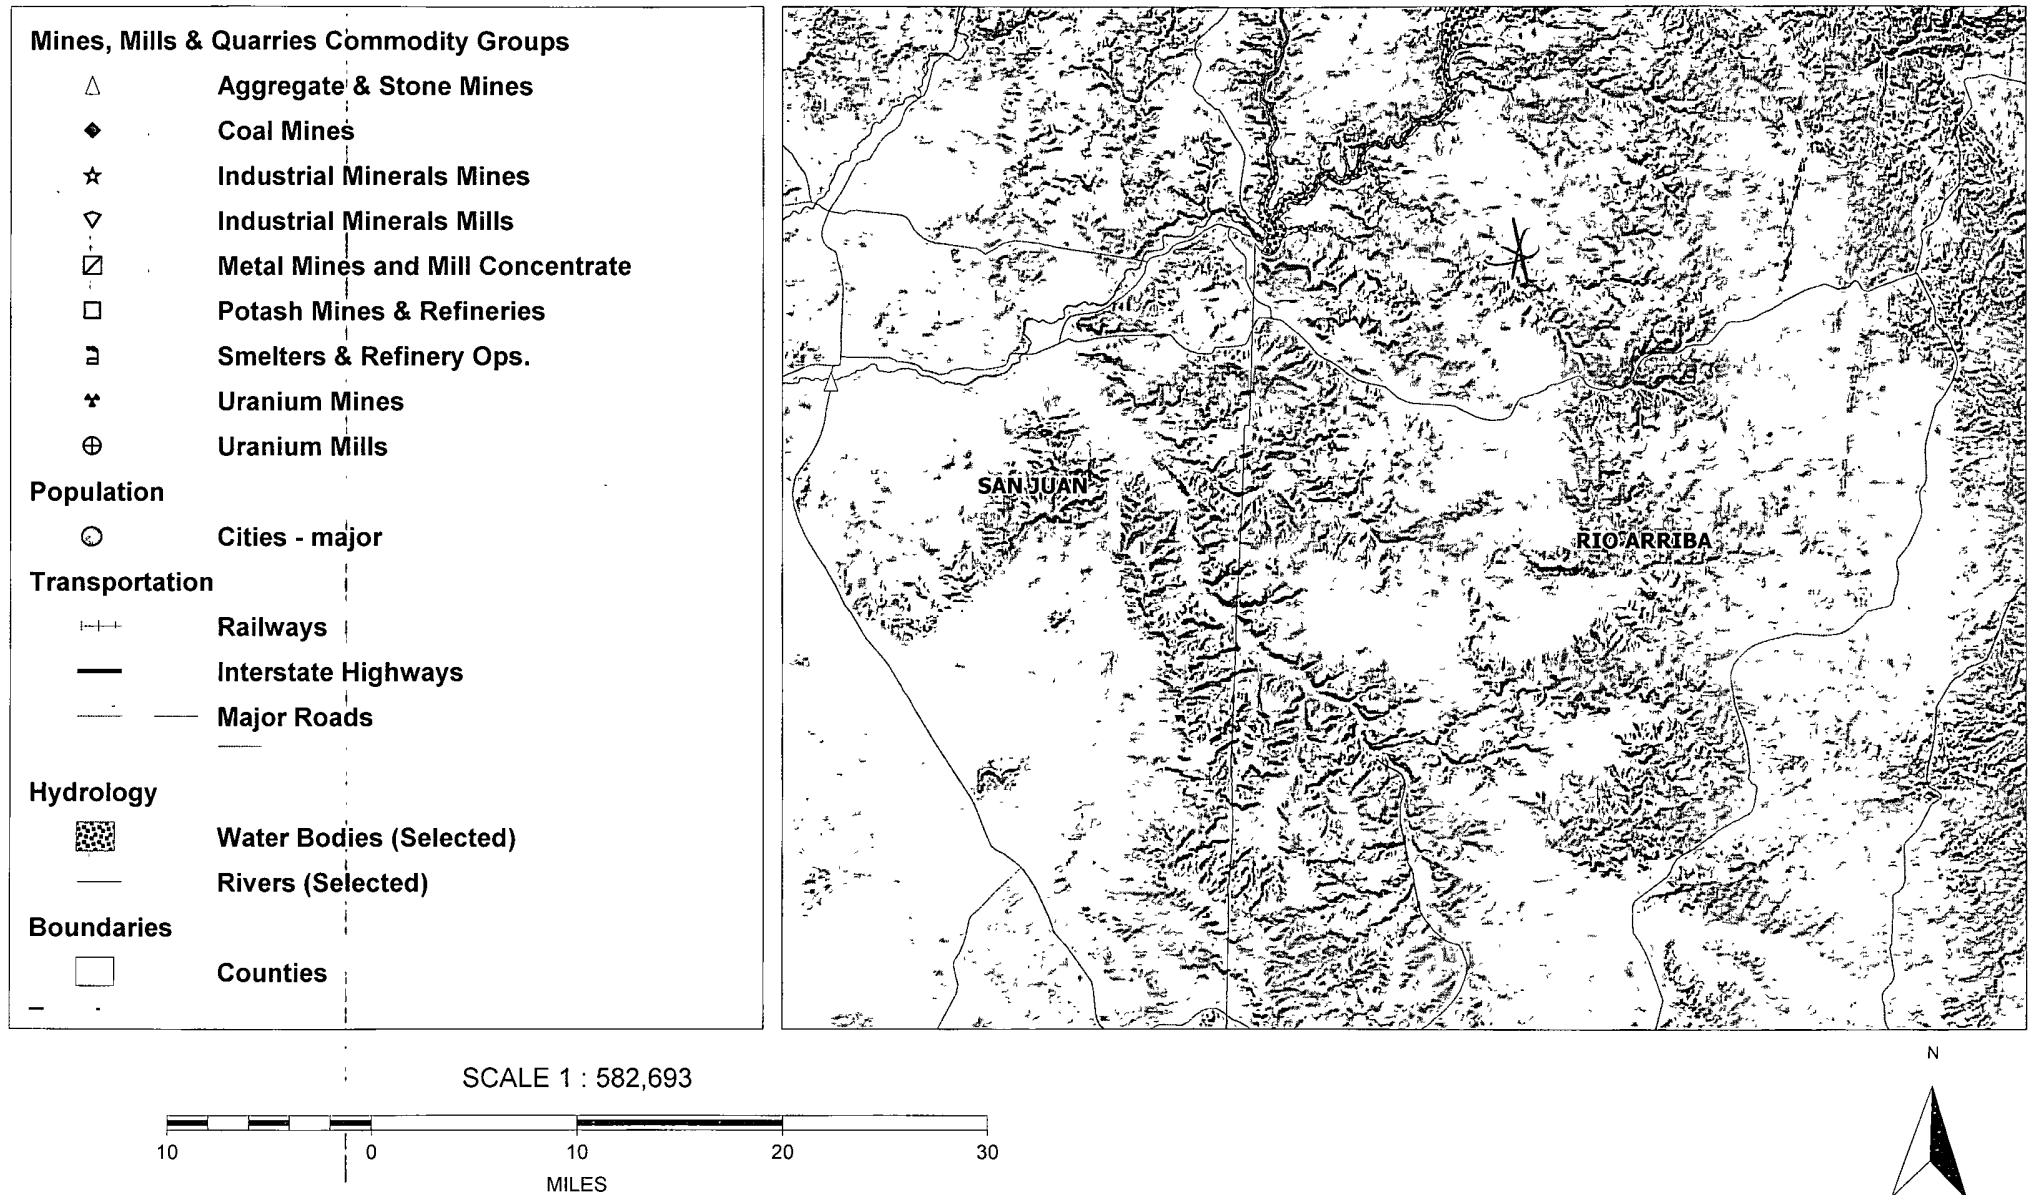 Mines, Mills & Quarries Commodity Groups
Aggregate & Stone Mines
Coal Mines
Industrial Minerals Mines
Industrial Minerals Mills
Metal Mines and Mill Concentrate
Potash Mines & Refineries
Smelters & Refinery Ops.
Uranium Mines
Uranium Mills
Population
Cities - major
Transportation
Railways
Interstate Highways
Major Roads
Hydrology
Water Bodies (Selected)
Rivers (Selected)
Boundaries
Counties
SAN JUAN
RIO ARRIBA
SCALE 1 : 582,693
10 0 10 20 30
MILES
N